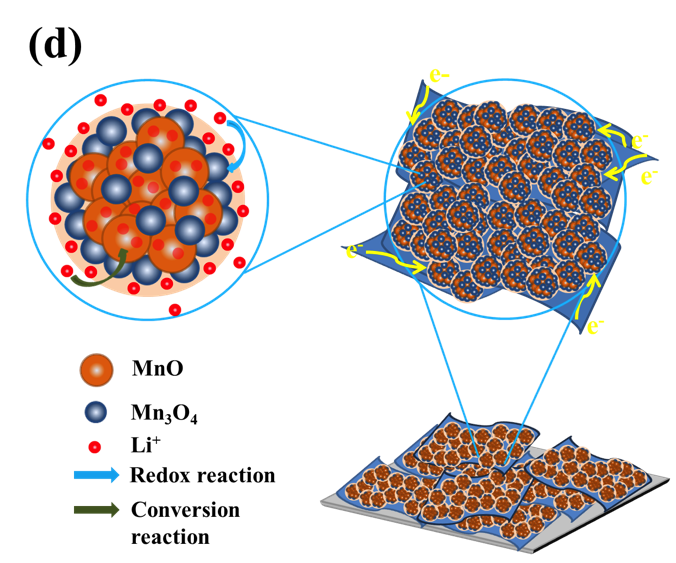 (d)
e-
e-
e-
e-
e-
MnO
Mn₃O₄
Li⁺
Redox reaction
Conversion
reaction